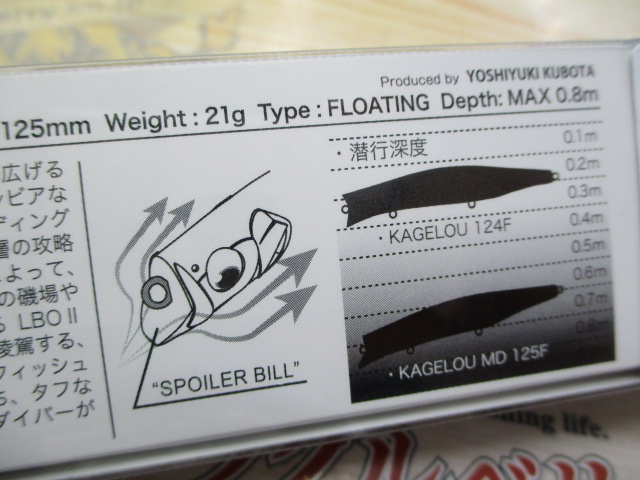 Produced by YOSHIYUKI KUBOTA
125mm Weight : 21g Type : FLOATING Depth: MAX 0.8m
広げる
ンビアな
ディング
層の攻略
によって、
の磯場や
LBO II
凌駕する、
フィッシュ
ら、タフな
ダイバーが
"SPOILER BILL"
・潜行深度
0.1m
0.2m
0.3m
・KAGELOU 124F
0.4m
0.5m
0.6m
0.7m
0.8m
・KAGELOU MD 125F
life.